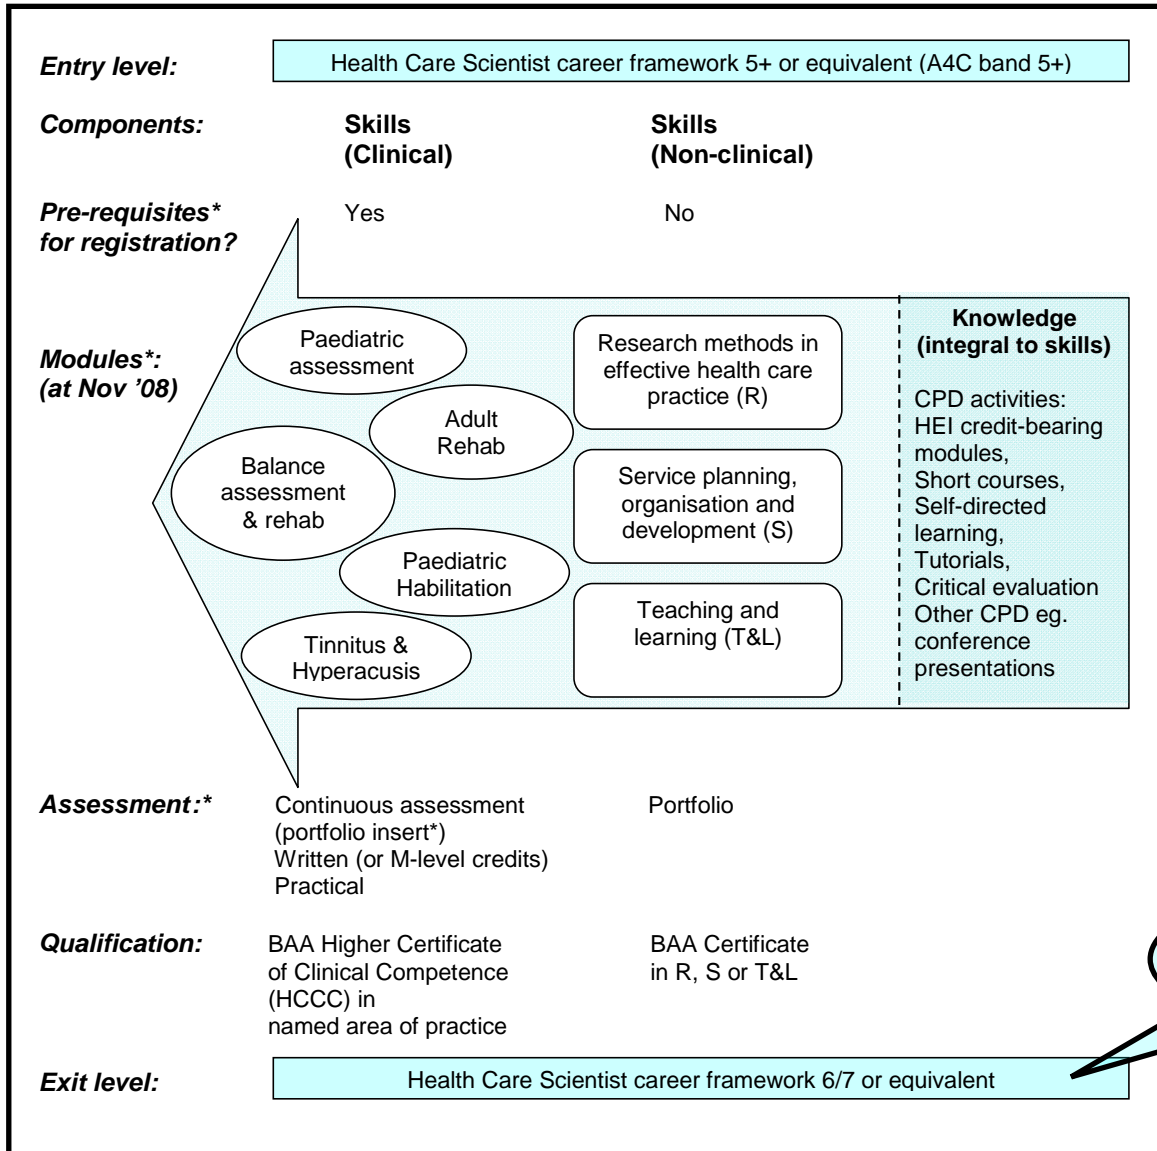 Entry level:
Health Care Scientist career framework 5+ or equivalent (A4C band 5+)
Components:
Skills
(Clinical)
Skills
(Non-clinical)
Pre-requisites*
for registration?
Yes
No
Modules*:
(at Nov ’08)
Paediatric
assessment
Adult
Rehab
Balance
assessment
& rehab
Paediatric
Habilitation
Tinnitus &
Hyperacusis
Research methods in
effective health care
practice (R)
Service planning,
organisation and
development (S)
Teaching and
learning (T&L)
Knowledge
(integral to skills)
CPD activities:
HEI credit-bearing
modules,
Short courses,
Self-directed
learning,
Tutorials,
Critical evaluation
Other CPD eg.
conference
presentations
Assessment:*
Continuous assessment
(portfolio insert*)
Written (or M-level credits)
Practical
Portfolio
Qualification:
BAA Higher Certificate
of Clinical Competence
(HCCC) in
named area of practice
BAA Certificate
in R, S or T&L
Exit level:
Health Care Scientist career framework 6/7 or equivalent